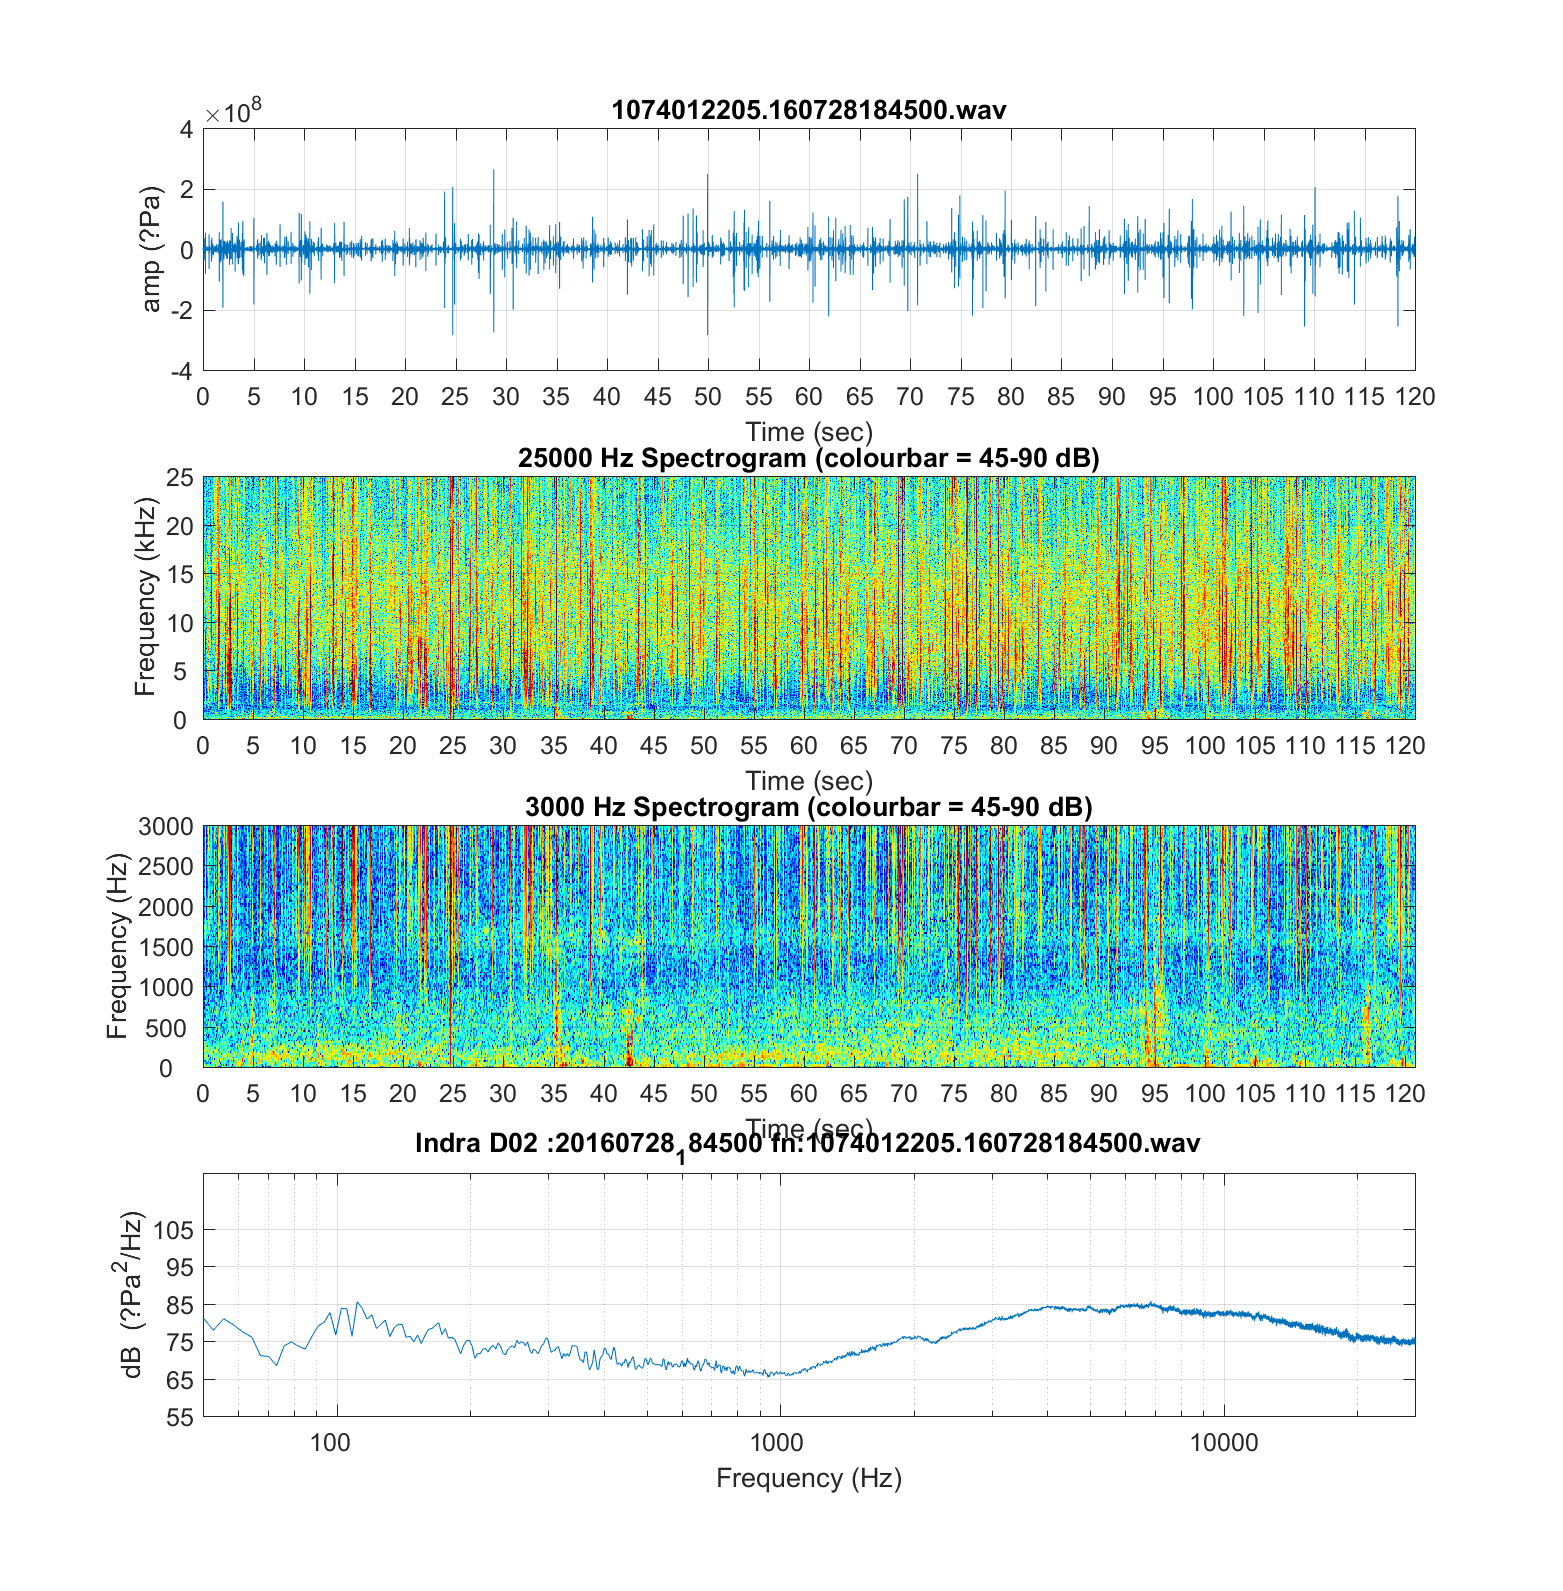 ×10⁸
1074012205.160728184500.wav
4
2
0
-2
-4
amp (?Pa)
0 5 10 15 20 25 30 35 40 45 50 55 60 65 70 75 80 85 90 95 100 105 110 115 120
Time (sec)
25000 Hz Spectrogram (colourbar = 45-90 dB)
25
20
15
10
5
0
Frequency (kHz)
0 5 10 15 20 25 30 35 40 45 50 55 60 65 70 75 80 85 90 95 100 105 110 115 120
Time (sec)
3000 Hz Spectrogram (colourbar = 45-90 dB)
3000
2500
2000
1500
1000
500
0
Frequency (Hz)
0 5 10 15 20 25 30 35 40 45 50 55 60 65 70 75 80 85 90 95 100 105 110 115 120
Time (sec)
Indra D02 :20160728₁84500 fn:1074012205.160728184500.wav
105
95
85
75
65
55
dB (?Pa²/Hz)
100 1000 10000
Frequency (Hz)